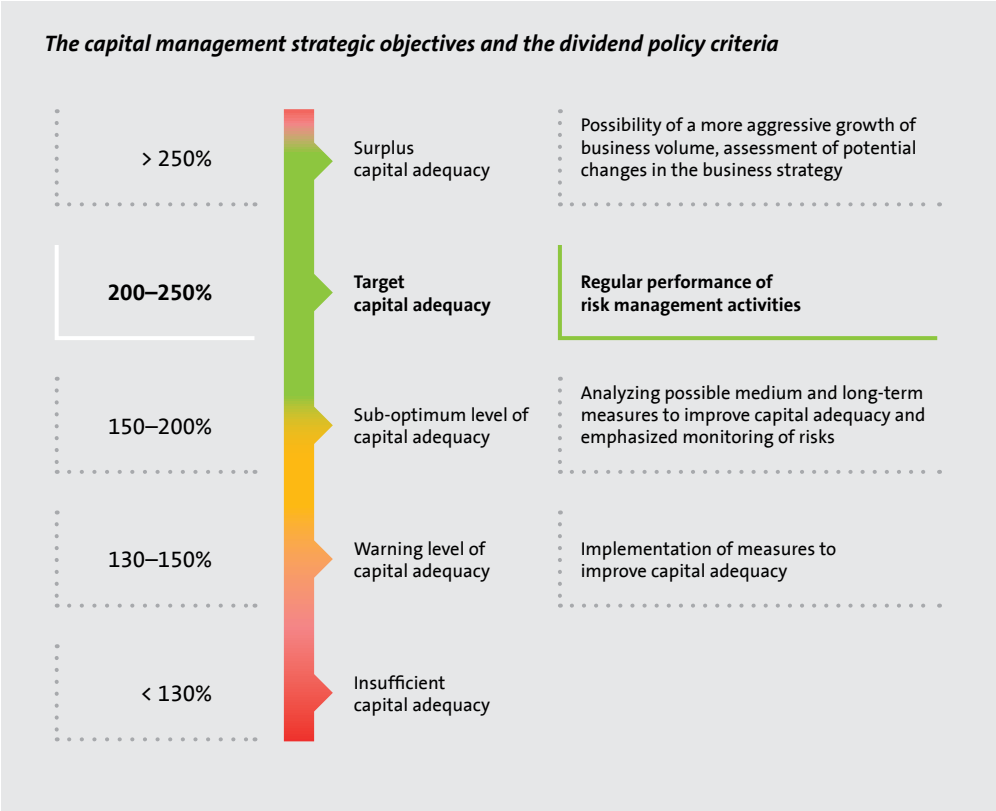 The capital management strategic objectives and the dividend policy criteria
> 250%
Surplus
capital adequacy
Possibility of a more aggressive growth of
business volume, assessment of potential
changes in the business strategy
200–250%
Target
capital adequacy
Regular performance of
risk management activities
150–200%
Sub-optimum level of
capital adequacy
Analyzing possible medium and long-term
measures to improve capital adequacy and
emphasized monitoring of risks
130–150%
Warning level of
capital adequacy
Implementation of measures to
improve capital adequacy
< 130%
Insufficient
capital adequacy